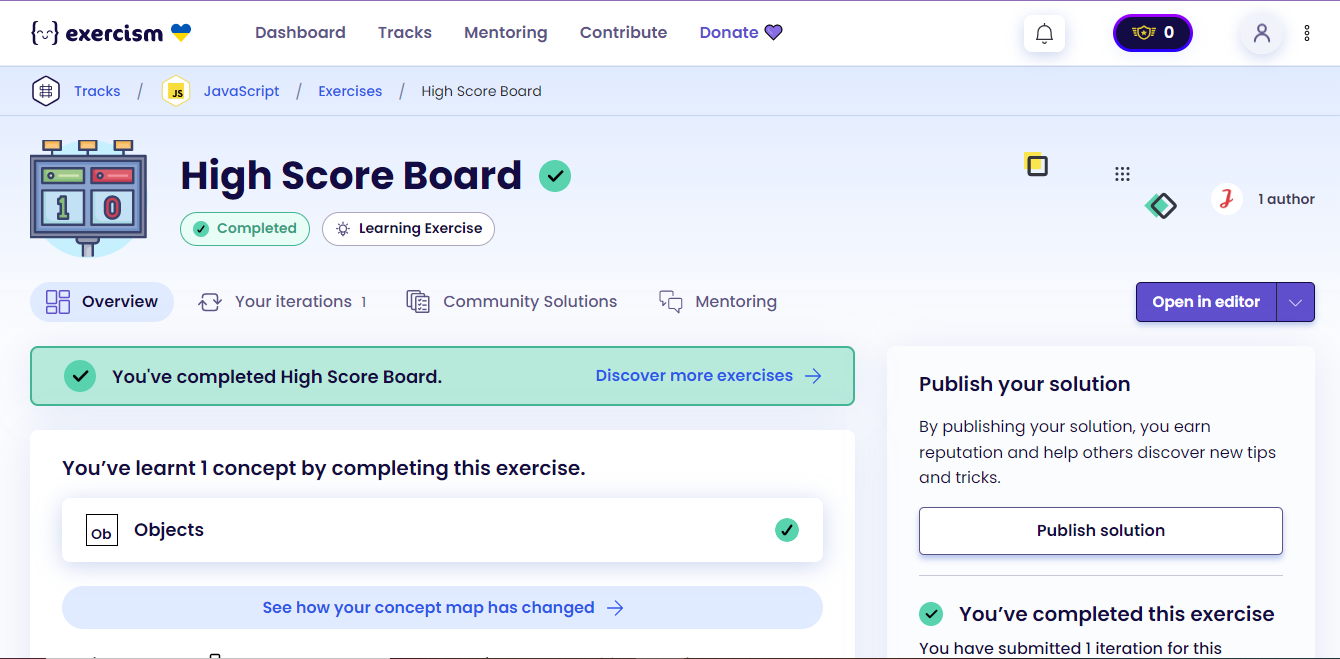 exercism
Dashboard
Tracks
Mentoring
Contribute
Donate
0
Tracks / JS JavaScript / Exercises / High Score Board
1 0
High Score Board
1 author
Completed
Learning Exercise
Overview
Your iterations 1
Community Solutions
Mentoring
Open in editor
You've completed High Score Board.
Discover more exercises →
You’ve learnt 1 concept by completing this exercise.
Ob Objects
See how your concept map has changed →
Publish your solution
By publishing your solution, you earn
reputation and help others discover new tips
and tricks.
Publish solution
You’ve completed this exercise
You have submitted 1 iteration for this